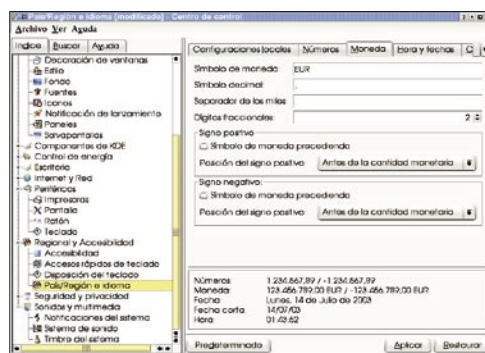 País/Región e idioma (modificado) - Centro de control
Archivo Ver Ayuda
Indice Buscar Ayuda
Decoración de ventanas
Estilo
Fondo
Fuentes
Iconos
Notificación de lanzamiento
Paneles
Salvapantallas
Componentes de KDE
Control de energía
Escritorio
Internet y Red
Periféricos
Impresoras
Pantalla
Ratón
Teclado
Regional y Accesibilidad
Accesibilidad
Accesos rápidos de teclado
Disposición del teclado
País/Región e idioma
Seguridad y privacidad
Sonidos y multimedia
Notificaciones del sistema
Sistema de sonido
Timbre del sistema
Configuraciones locales Números Moneda Hora y fechas
Símbolo de moneda: EUR
Símbolo decimal:
Separador de los miles:
Dígitos fraccionales: 2
Signo positivo
Símbolo de moneda precediendo
Posición del signo positivo: Antes de la cantidad monetaria
Signo negativo:
Símbolo de moneda precediendo
Posición del signo positivo: Antes de la cantidad monetaria
Números: 1.234.567,89 / -1.234.567,89
Moneda: 123.456.789,00 EUR / -123.456.789,00 EUR
Fecha: Lunes, 14 de Julio de 2003
Fecha corta: 14/07/03
Hora:
Predeterminado Aplicar Restaurar